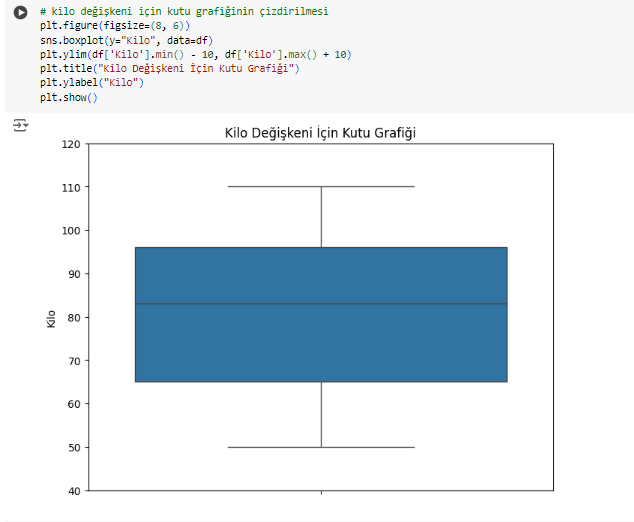 # kilo değişkeni için kutu grafiğinin çizdirilmesi
plt.figure(figsize=(8, 6))
sns.boxplot(y="Kilo", data=df)
plt.ylim(df['Kilo'].min() - 10, df['Kilo'].max() + 10)
plt.title("Kilo Değişkeni İçin Kutu Grafiği")
plt.ylabel("Kilo")
plt.show()
Kilo Değişkeni İçin Kutu Grafiği
120
110
100
90
80
70
60
50
40
Kilo